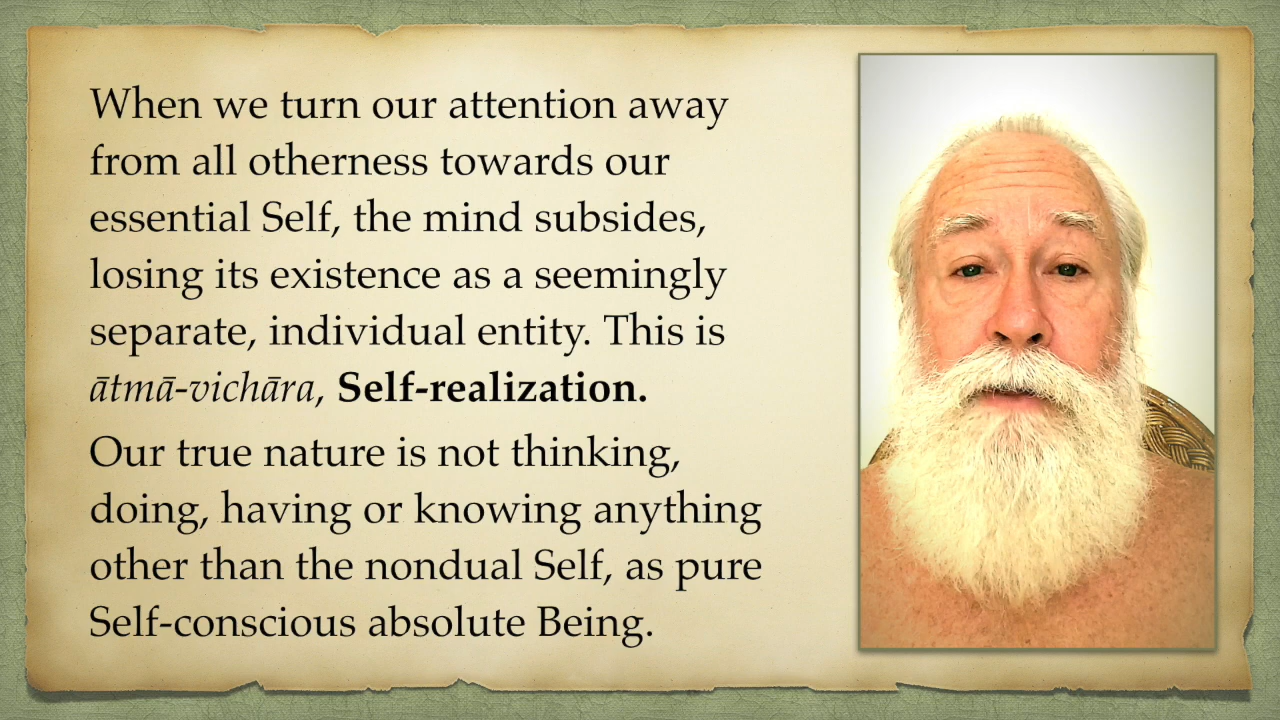 When we turn our attention away
from all otherness towards our
essential Self, the mind subsides,
losing its existence as a seemingly
separate, individual entity. This is
ātmā-vichāra, Self-realization.
Our true nature is not thinking,
doing, having or knowing anything
other than the nondual Self, as pure
Self-conscious absolute Being.